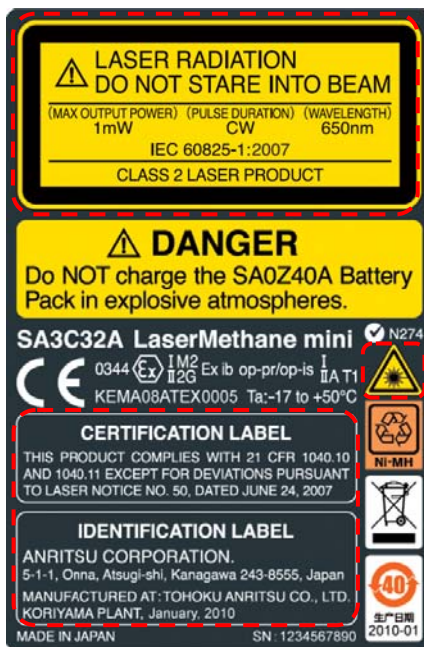 LASER RADIATION
DO NOT STARE INTO BEAM
(MAX OUTPUT POWER) (PULSE DURATION) (WAVELENGTH)
1mW CW 650nm
IEC 60825-1:2007
CLASS 2 LASER PRODUCT
DANGER
Do NOT charge the SA0Z40A Battery
Pack in explosive atmospheres.
SA3C32A LaserMethane mini N274
CE 0344 Ex I M2 II 2G Ex ib op-pr/op-is I IIA T1
KEMA08ATEX0005 Ta:-17 to +50°C
CERTIFICATION LABEL
THIS PRODUCT COMPLIES WITH 21 CFR 1040.10
AND 1040.11 EXCEPT FOR DEVIATIONS PURSUANT
TO LASER NOTICE NO. 50, DATED JUNE 24, 2007
Ni-MH
IDENTIFICATION LABEL
ANRITSU CORPORATION.
5-1-1, Onna, Atsugi-shi, Kanagawa 243-8555, Japan
MANUFACTURED AT: TOHOKU ANRITSU CO., LTD.
KORIYAMA PLANT, January, 2010
40
生产日期
2010-01
MADE IN JAPAN SN : 1234567890